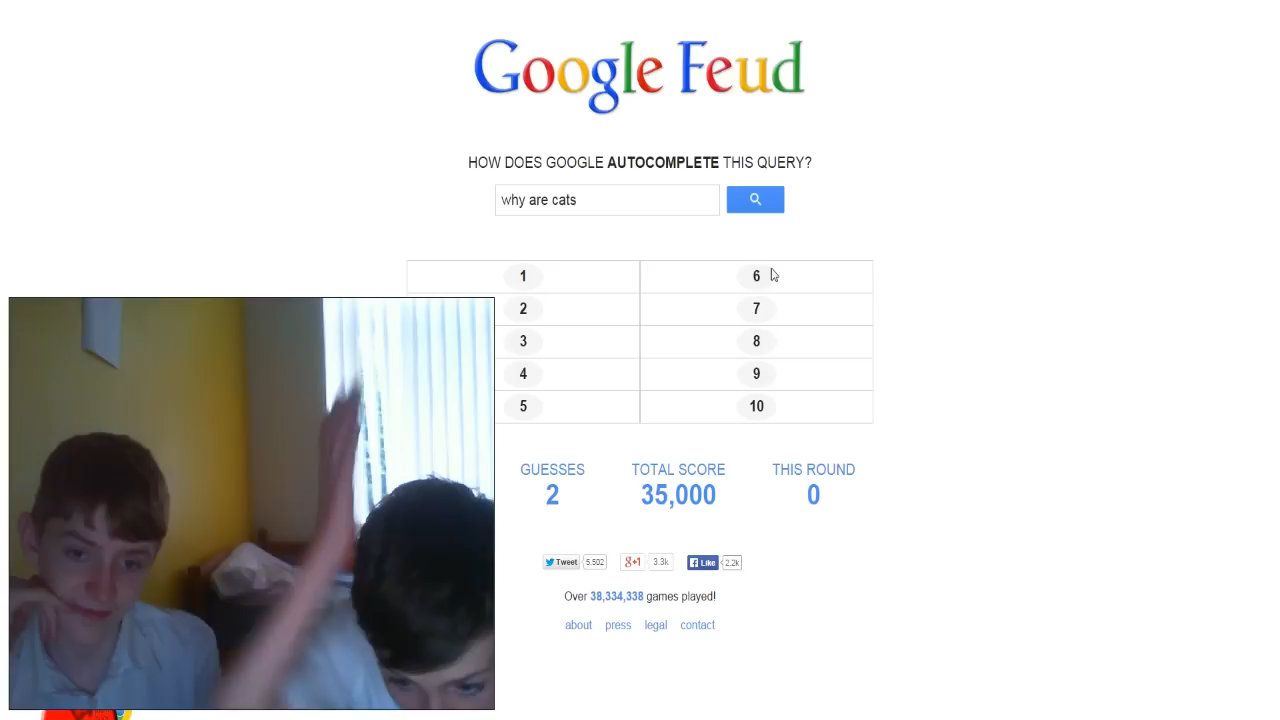 Google Feud
HOW DOES GOOGLE AUTOCOMPLETE THIS QUERY?
why are cats
1 6
2 7
3 8
4 9
5 10
GUESSES TOTAL SCORE THIS ROUND
2 35,000 0
Tweet 5,502 +1 3.3k Like 2.2k
Over 38,334,338 games played!
about press legal contact